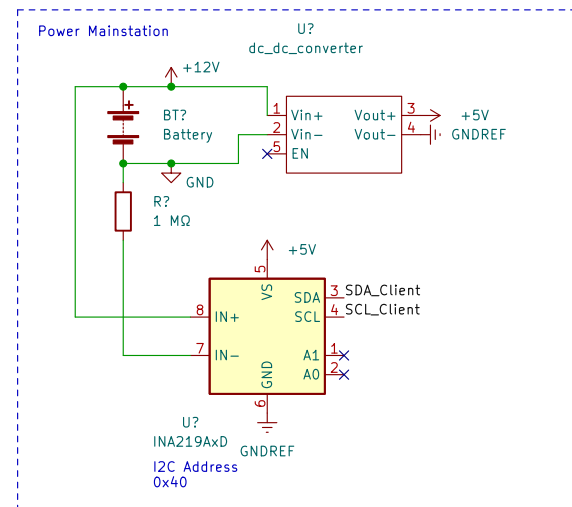 U?
Power Mainstation
dc_dc_converter
+12V
1 Vin+ Vout+ 3 +5V
BT?
Battery
2 Vin- Vout- 4 GNDREF
5 EN
GND
R?
1 MΩ
+5V
5
VS
SDA 3 SDA_Client
8 IN+ SCL 4 SCL_Client
7 IN- A1 1
A0 2
GND
6
U?
INA219AxD
GNDREF
I2C Address
0x40